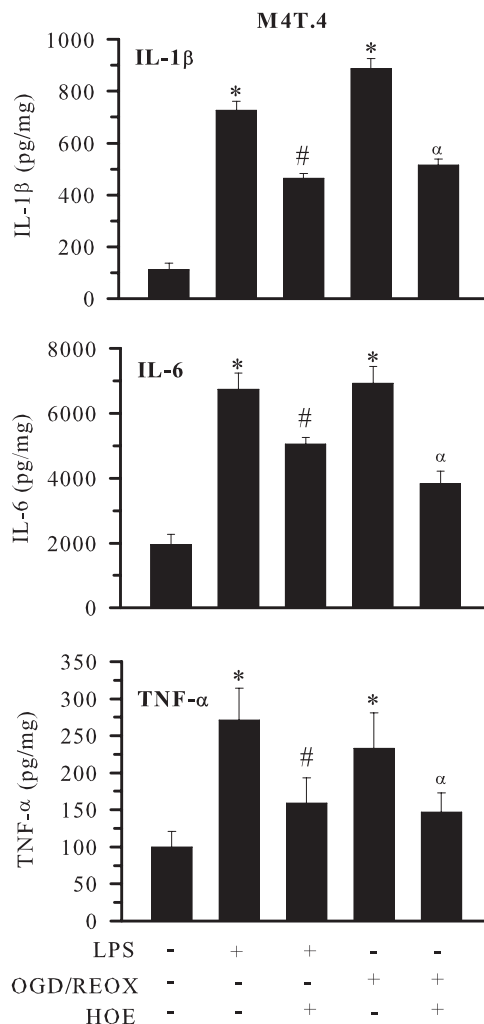 M4T.4
IL-1β
IL-1β (pg/mg)
1000
800
600
400
200
0
*
#
*
α
IL-6
IL-6 (pg/mg)
8000
6000
4000
2000
0
*
#
*
α
TNF-α
TNF-α (pg/mg)
350
300
250
200
150
100
50
0
*
#
*
α
LPS - + + - -
OGD/REOX - - - + +
HOE - - + - +